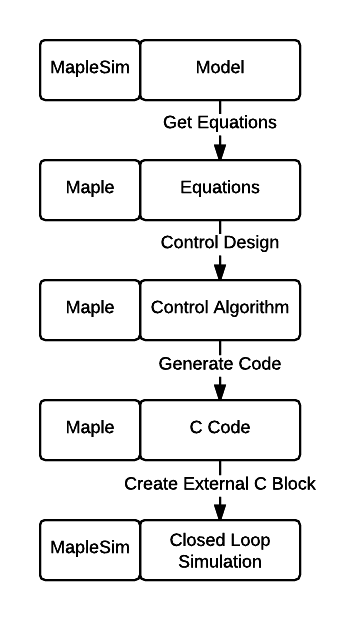 MapleSim Model
Get Equations
Maple Equations
Control Design
Maple Control Algorithm
Generate Code
Maple C Code
Create External C Block
MapleSim Closed Loop
Simulation